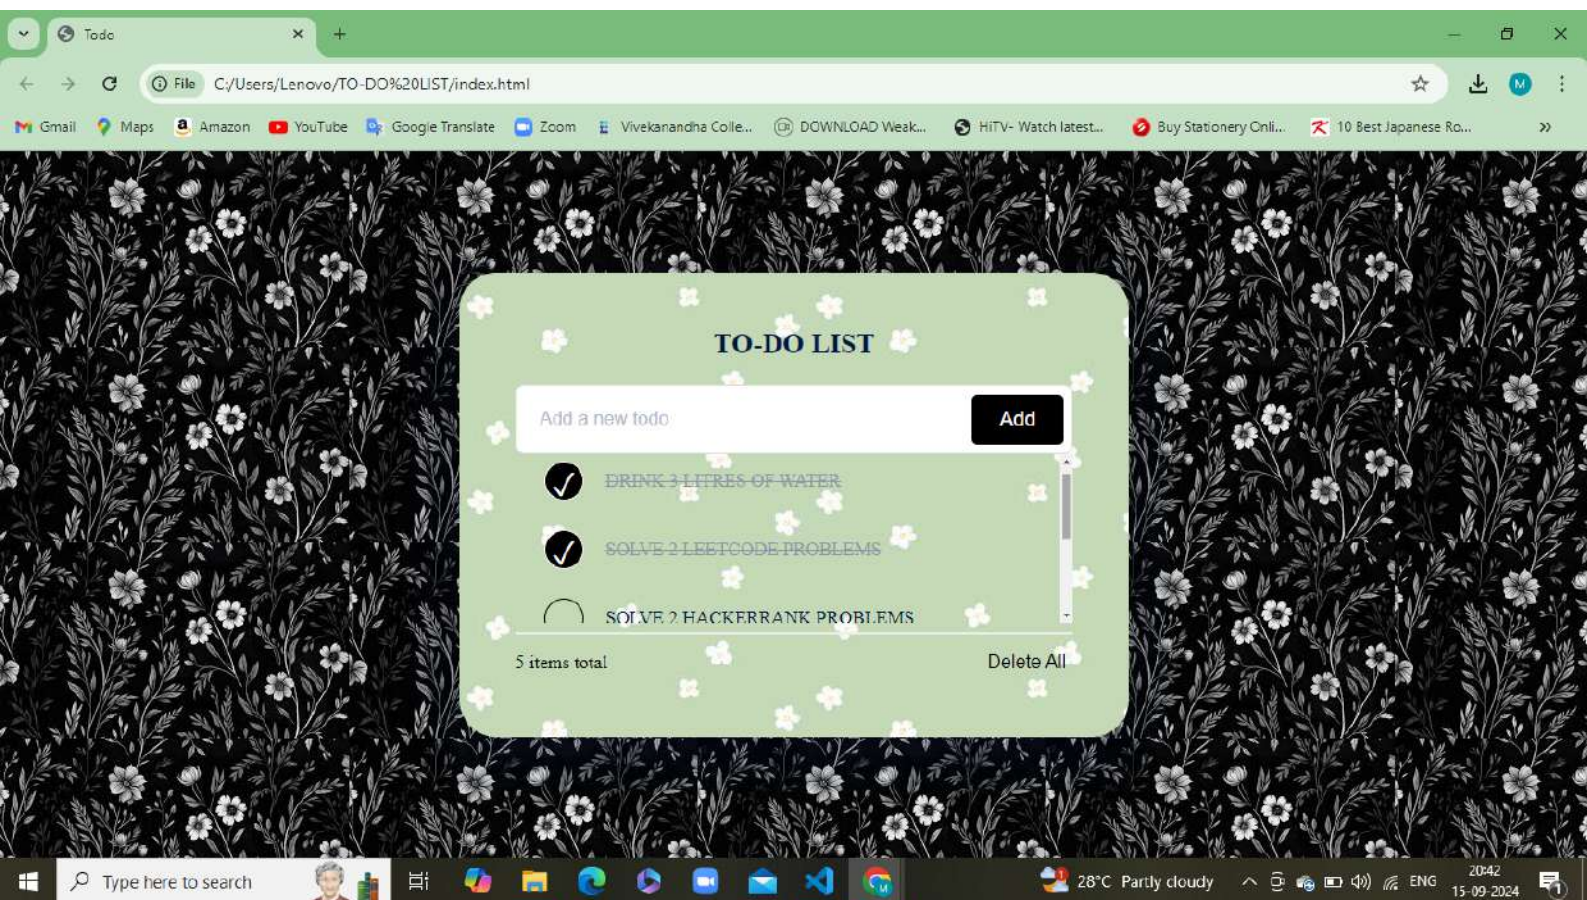 Todo
File C:/Users/Lenovo/TO-DO%20LIST/index.html
M
Gmail Maps Amazon YouTube Google Translate Zoom Vivekanandha Colle... DOWNLOAD Weak... HiTV- Watch latest... Buy Stationery Onli... 10 Best Japanese Ro...
TO-DO LIST
Add a new todo Add
DRINK 3 LITRES OF WATER
SOLVE 2 LEETCODE PROBLEMS
SOLVE 2 HACKERRANK PROBLEMS
5 items total Delete All
Type here to search 28°C Partly cloudy ENG 20:42
15-09-2024